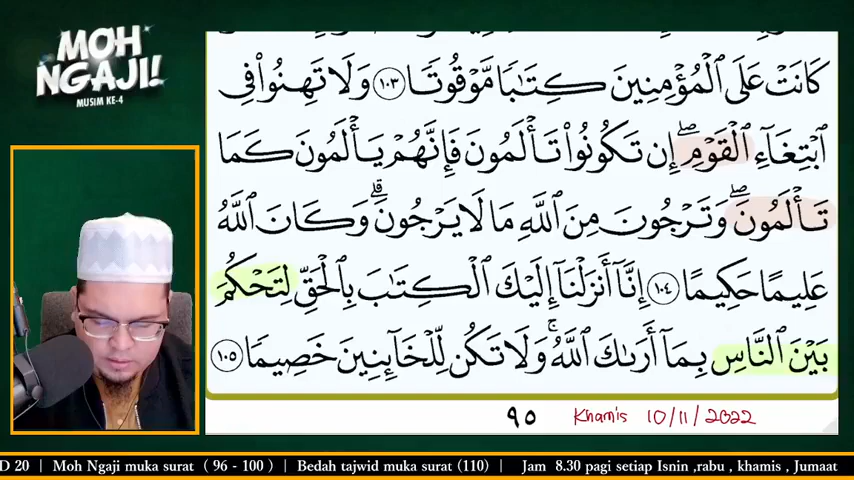 MOH
NGAJI!
MUSIM KE-4
كَانَتْ عَلَى ٱلْمُؤْمِنِينَ كِتَٰبًا مَّوْقُوتًا ١٠٣ وَلَا تَهِنُوا۟ فِى
ٱبْتِغَآءِ ٱلْقَوْمِ ۖ إِن تَكُونُوا۟ تَأْلَمُونَ فَإِنَّهُمْ يَأْلَمُونَ كَمَا
تَأْلَمُونَ ۖ وَتَرْجُونَ مِنَ ٱللَّهِ مَا لَا يَرْجُونَ ۗ وَكَانَ ٱللَّهُ
عَلِيمًا حَكِيمًا ١٠٤ إِنَّآ أَنزَلْنَآ إِلَيْكَ ٱلْكِتَٰبَ بِٱلْحَقِّ لِتَحْكُمَ
بَيْنَ ٱلنَّاسِ بِمَآ أَرَىٰكَ ٱللَّهُ ۚ وَلَا تَكُن لِّلْخَآئِنِينَ خَصِيمًا ١٠٥
٩٥ Khamis 10/11/2022
D 20 | Moh Ngaji muka surat ( 96 - 100 ) | Bedah tajwid muka surat (110) | Jam 8.30 pagi setiap Isnin ,rabu , khamis , Jumaat